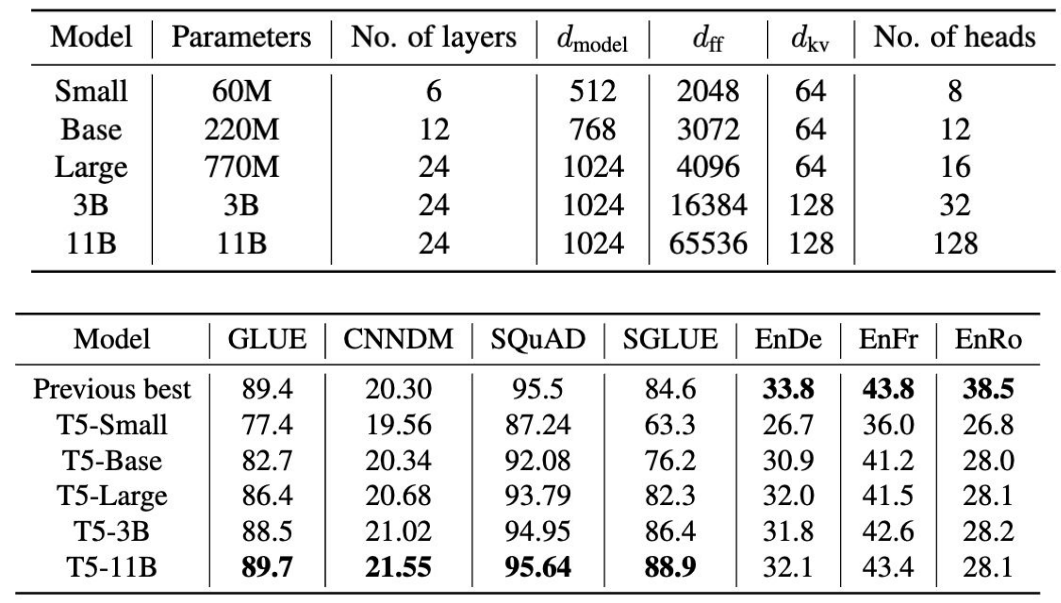 Model Parameters No. of layers d_model d_ff d_kv No. of heads
Small 60M 6 512 2048 64 8
Base 220M 12 768 3072 64 12
Large 770M 24 1024 4096 64 16
3B 3B 24 1024 16384 128 32
11B 11B 24 1024 65536 128 128
Model GLUE CNNDM SQuAD SGLUE EnDe EnFr EnRo
Previous best 89.4 20.30 95.5 84.6 33.8 43.8 38.5
T5-Small 77.4 19.56 87.24 63.3 26.7 36.0 26.8
T5-Base 82.7 20.34 92.08 76.2 30.9 41.2 28.0
T5-Large 86.4 20.68 93.79 82.3 32.0 41.5 28.1
T5-3B 88.5 21.02 94.95 86.4 31.8 42.6 28.2
T5-11B 89.7 21.55 95.64 88.9 32.1 43.4 28.1